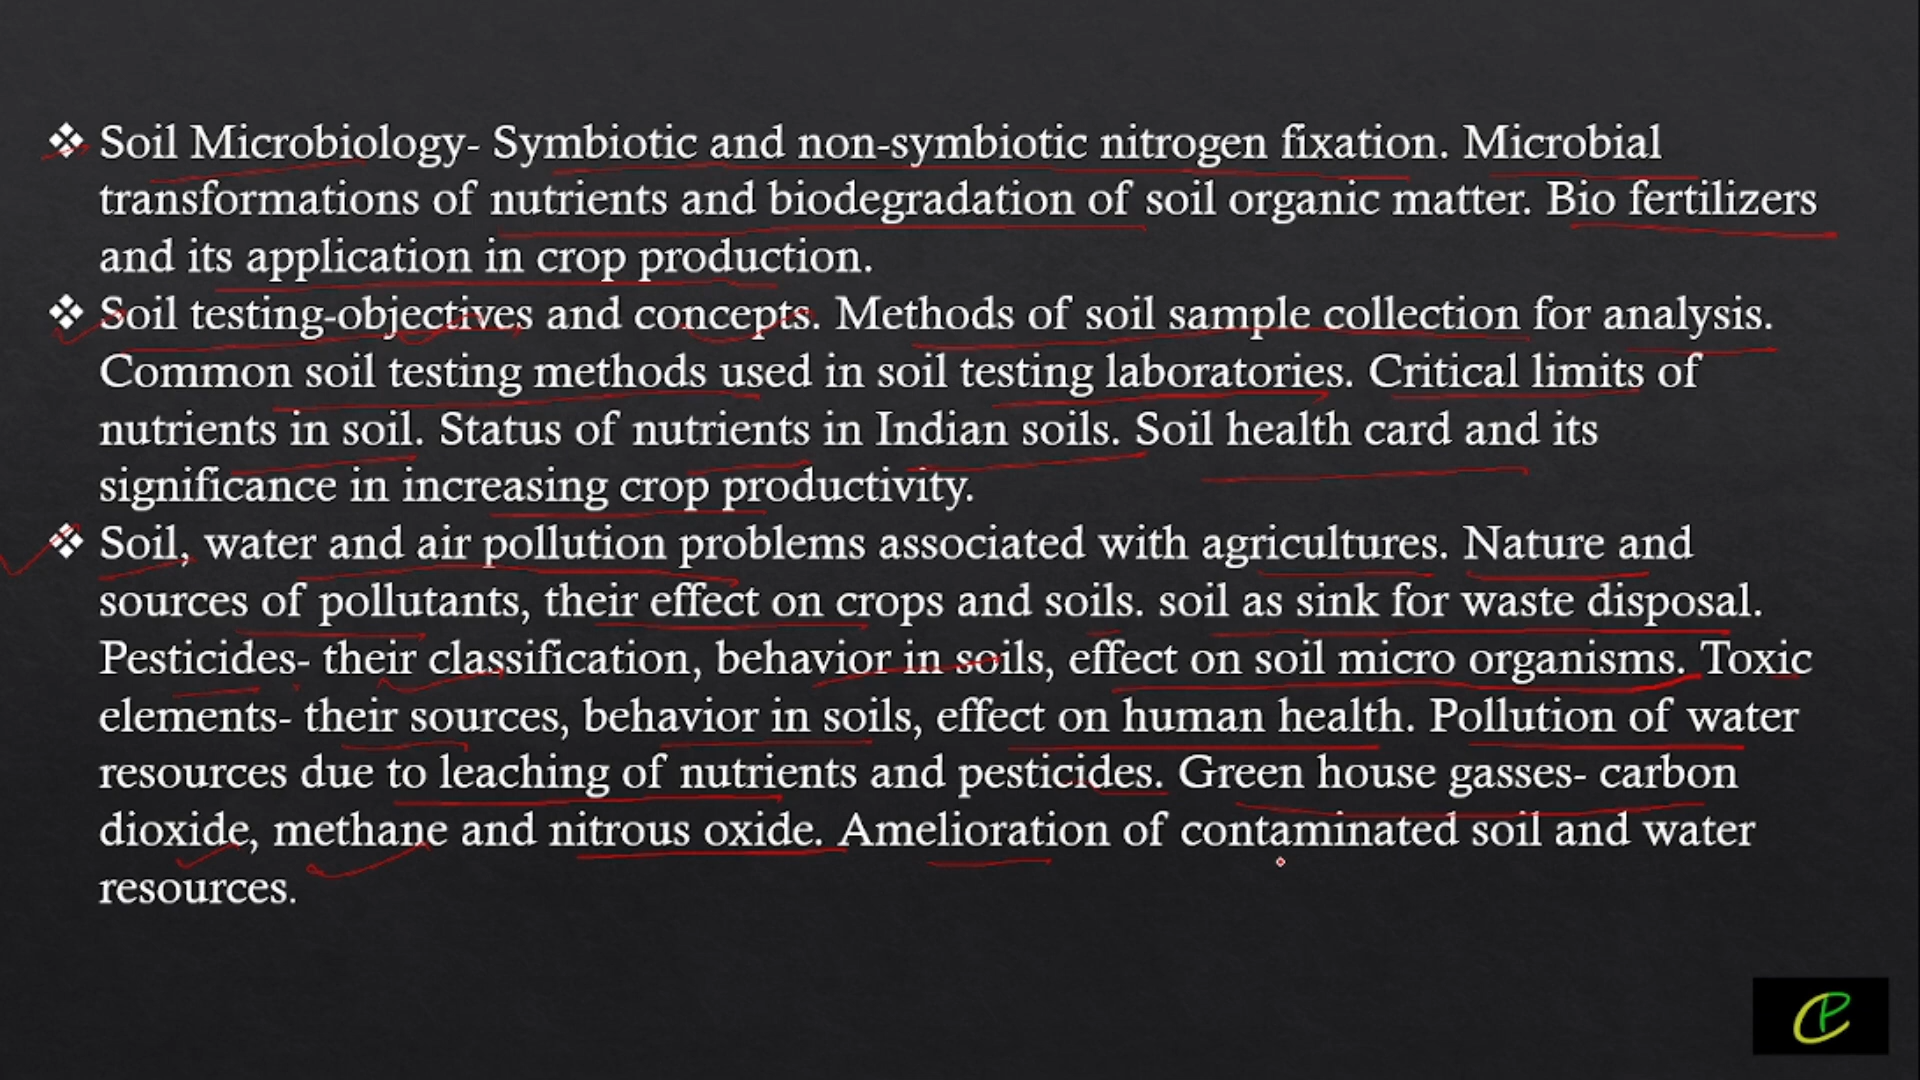 ❖ Soil Microbiology- Symbiotic and non-symbiotic nitrogen fixation. Microbial
transformations of nutrients and biodegradation of soil organic matter. Bio fertilizers
and its application in crop production.
❖ Soil testing-objectives and concepts. Methods of soil sample collection for analysis.
Common soil testing methods used in soil testing laboratories. Critical limits of
nutrients in soil. Status of nutrients in Indian soils. Soil health card and its
significance in increasing crop productivity.
❖ Soil, water and air pollution problems associated with agricultures. Nature and
sources of pollutants, their effect on crops and soils. soil as sink for waste disposal.
Pesticides- their classification, behavior in soils, effect on soil micro organisms. Toxic
elements- their sources, behavior in soils, effect on human health. Pollution of water
resources due to leaching of nutrients and pesticides. Green house gasses- carbon
dioxide, methane and nitrous oxide. Amelioration of contaminated soil and water
resources.
CP